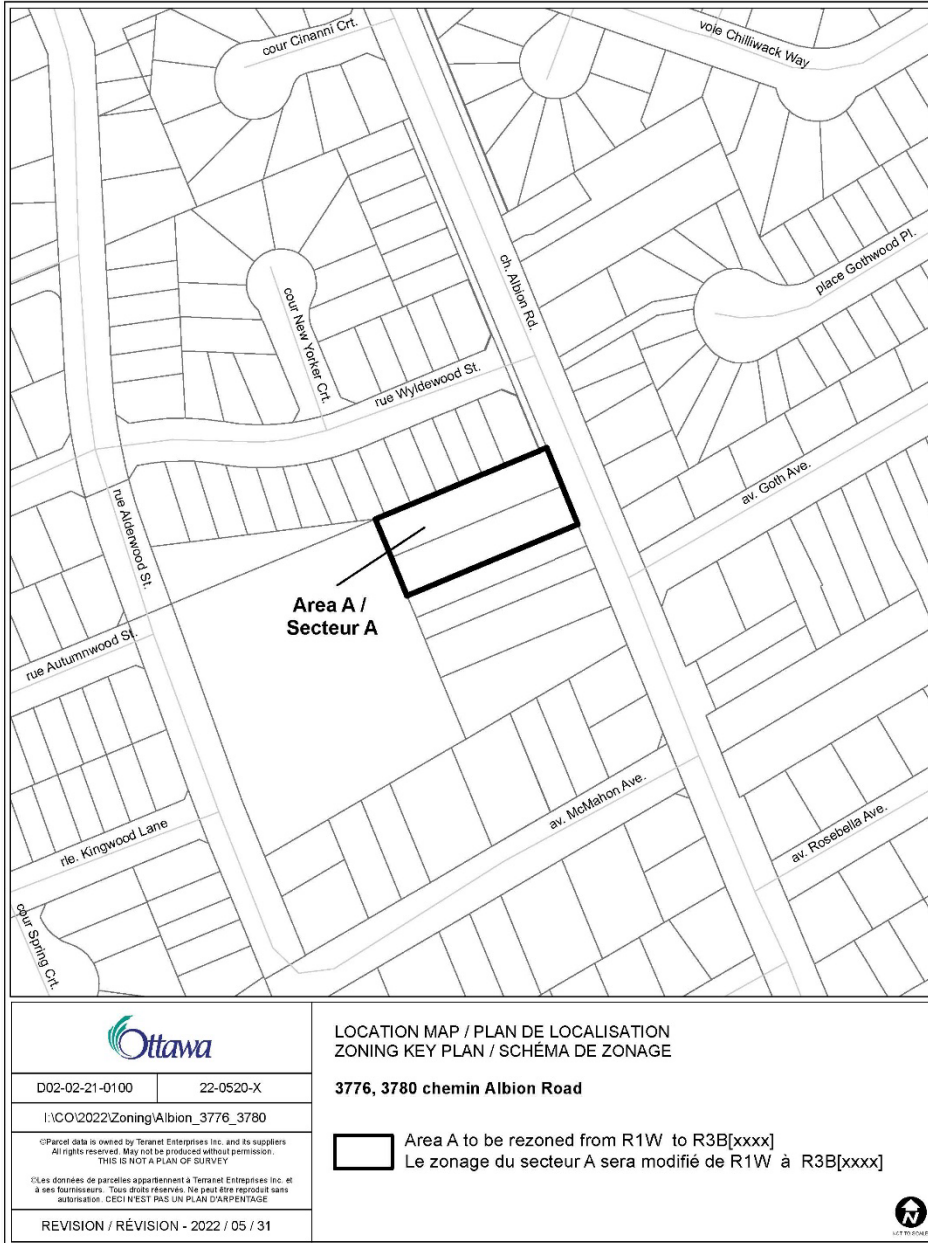 cour Cinanni Crt.
voie Chilliwack Way
ch. Albion Rd.
place Gothwood Pl.
cour New Yorker Crt.
rue Wyldewood St.
av. Goth Ave.
rue Alderwood St.
Area A /
Secteur A
rue Autumnwood St.
av. McMahon Ave.
rle. Kingwood Lane
av. Rosebella Ave.
cour Spring Crt.
Ottawa
D02-02-21-0100
22-0520-X
I:\CO\2022\Zoning\Albion_3776_3780
©Parcel data is owned by Teranet Enterprises Inc. and its suppliers
All rights reserved. May not be produced without permission.
THIS IS NOT A PLAN OF SURVEY
©Les données de parcelles appartiennent à Terranet Enterprises Inc. et
à ses fournisseurs. Tous droits réservés. Ne peut être reproduit sans
autorisation. CECI N'EST PAS UN PLAN D'ARPENTAGE
REVISION / RÉVISION - 2022 / 05 / 31
LOCATION MAP / PLAN DE LOCALISATION
ZONING KEY PLAN / SCHÉMA DE ZONAGE
3776, 3780 chemin Albion Road
Area A to be rezoned from R1W to R3B[xxxx]
Le zonage du secteur A sera modifié de R1W à R3B[xxxx]
N
NOT TO SCALE